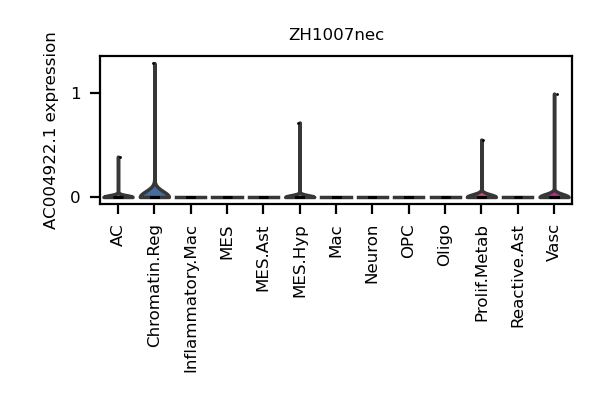 ZH1007nec
AC004922.1 expression
1
0
AC
Chromatin.Reg
Inflammatory.Mac
MES
MES.Ast
MES.Hyp
Mac
Neuron
OPC
Oligo
Prolif.Metab
Reactive.Ast
Vasc